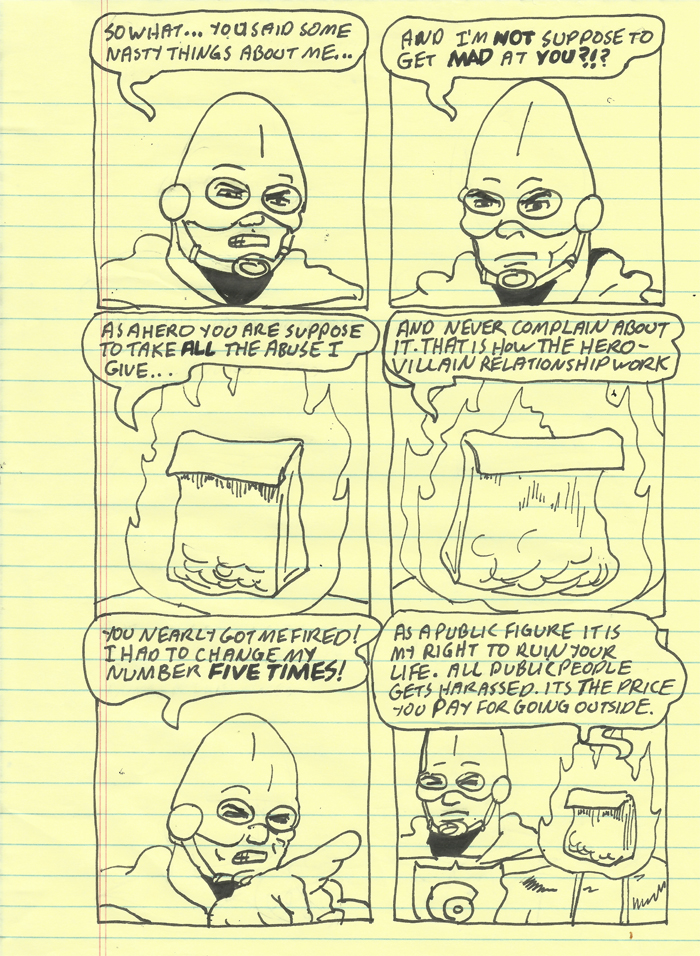 SO WHAT... YOU SAID SOME
NASTY THINGS ABOUT ME...
AND I'M NOT SUPPOSE TO
GET MAD AT YOU?!?
AS A HERO YOU ARE SUPPOSE
TO TAKE ALL THE ABUSE I
GIVE...
AND NEVER COMPLAIN ABOUT
IT. THAT IS HOW THE HERO-
VILLAIN RELATIONSHIP WORK
YOU NEARLY GOT ME FIRED!
I HAD TO CHANGE MY
NUMBER FIVE TIMES!
AS A PUBLIC FIGURE IT IS
MY RIGHT TO RUIN YOUR
LIFE. ALL PUBLIC PEOPLE
GETS HARASSED. ITS THE PRICE
YOU PAY FOR GOING OUTSIDE.